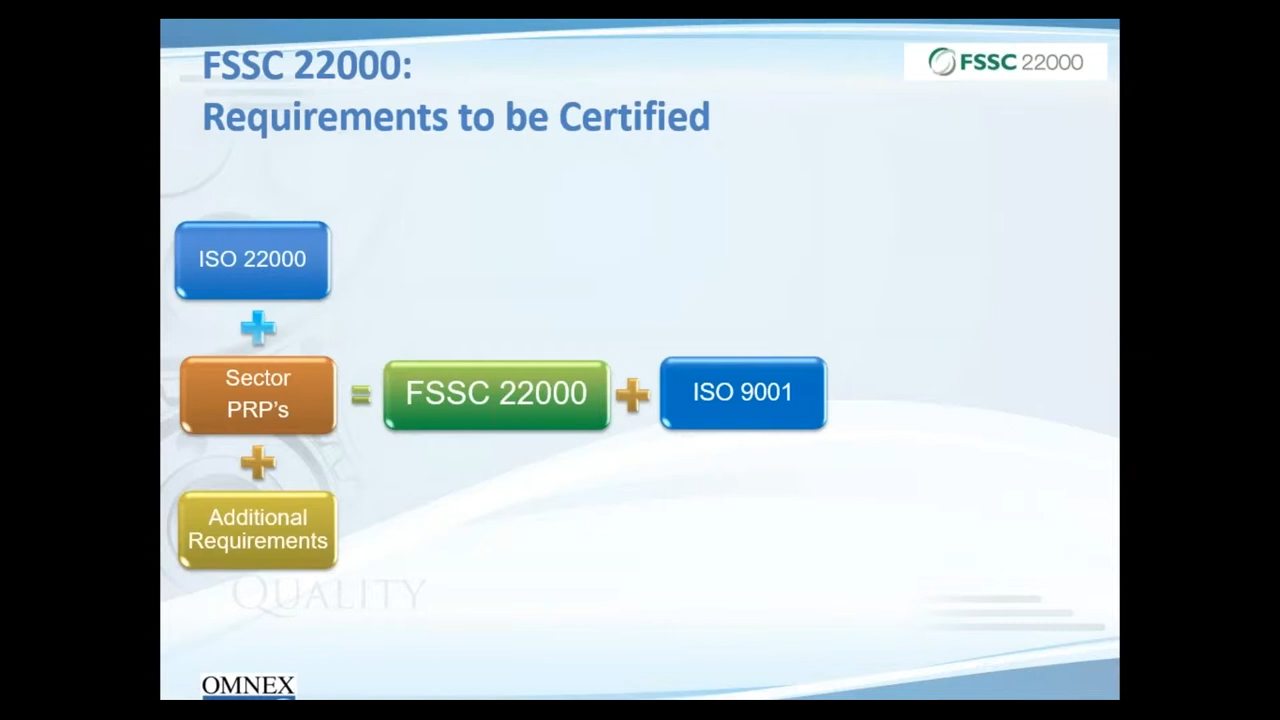 FSSC 22000:
Requirements to be Certified
FSSC 22000
ISO 22000
Sector
PRP's
FSSC 22000
ISO 9001
Additional
Requirements
QUALITY
OMNEX